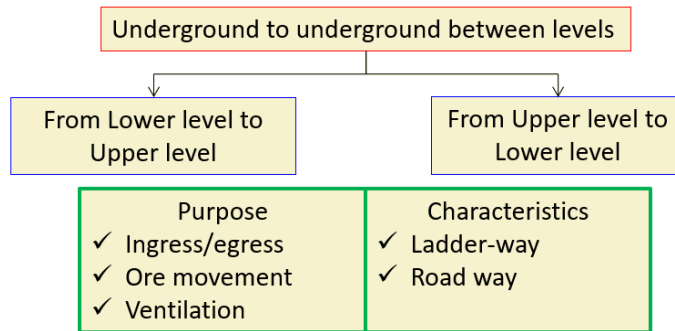 Underground to underground between levels
From Lower level to
Upper level
From Upper level to
Lower level
Purpose
✓ Ingress/egress
✓ Ore movement
✓ Ventilation
Characteristics
✓ Ladder-way
✓ Road way